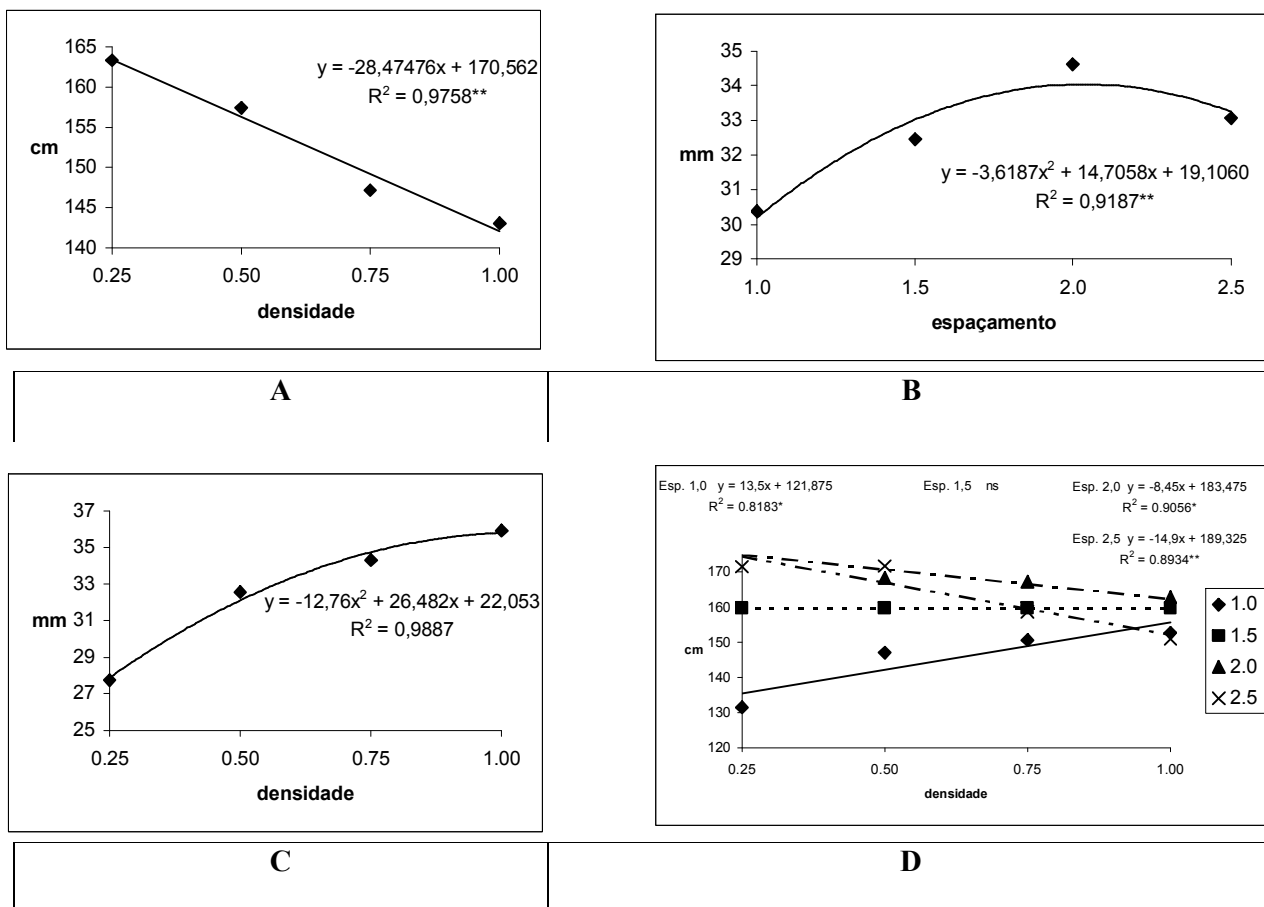 165
160
155
150
145
140
cm
y = -28,47476x + 170,562
R² = 0,9758**
0.25 0.50 0.75 1.00
densidade
A
35
34
33
32
31
30
29
mm
y = -3,6187x² + 14,7058x + 19,1060
R² = 0,9187**
1.0 1.5 2.0 2.5
espaçamento
B
37
35
33
31
29
27
25
mm
y = -12,76x² + 26,482x + 22,053
R² = 0,9887
0.25 0.50 0.75 1.00
densidade
C
Esp. 1,0 y = 13,5x + 121,875
R² = 0.8183*
Esp. 1,5 ns
Esp. 2,0 y = -8,45x + 183,475
R² = 0.9056*
Esp. 2,5 y = -14,9x + 189,325
R² = 0.8934**
170
160
150
140
130
120
cm
0.25 0.50 0.75 1.00
densidade
1.0
1.5
2.0
2.5
D